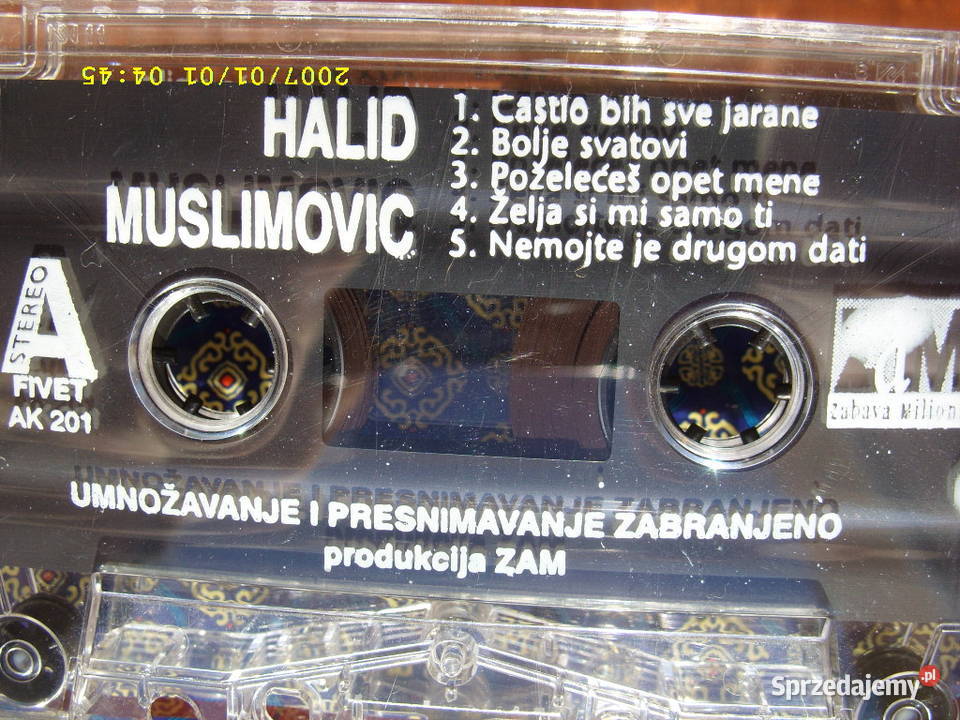 2007/01/01 04:45
HALID
MUSLIMOVIC
1. Častio bih sve jarane
2. Bolje svatovi
3. Poželećeš opet mene
4. Želja si mi samo ti
5. Nemojte je drugom dati
A
STEREO
FIVET
AK 201
Zabava Milion
UMNOŽAVANJE I PRESNIMAVANJE ZABRANJENO
produkcija ZAM
Sprzedajemy.pl